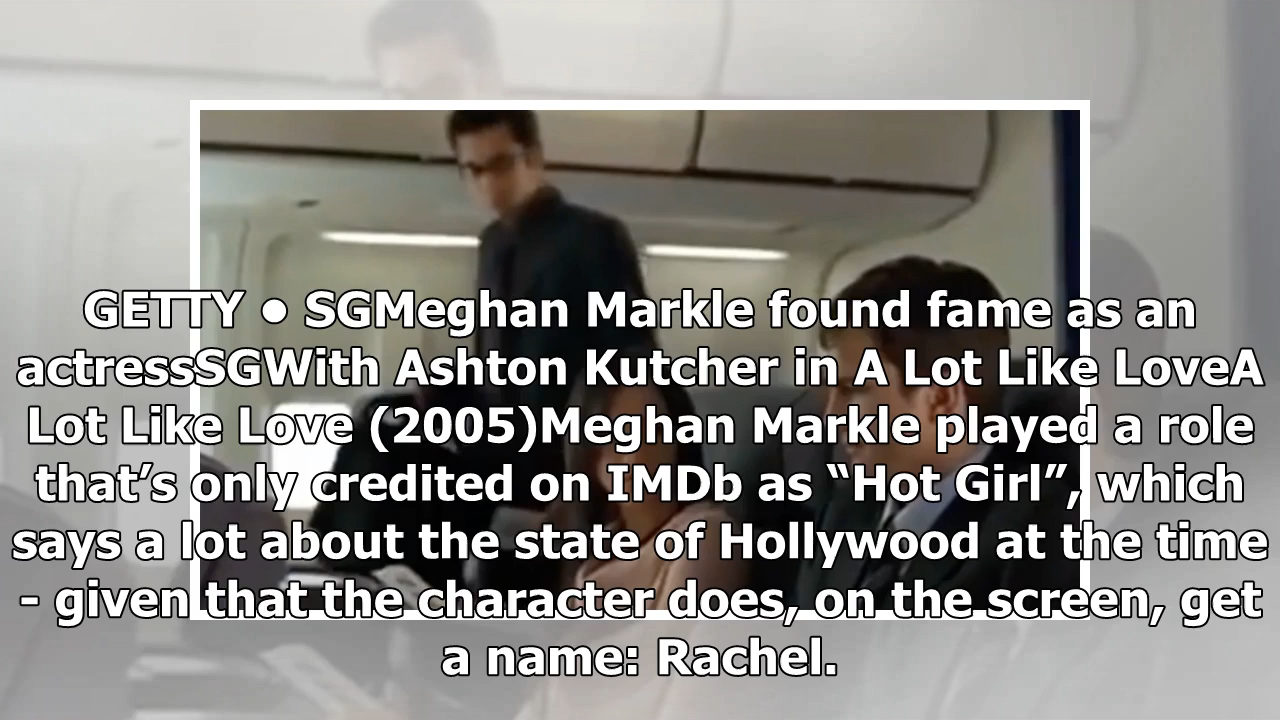 GETTY • SGMeghan Markle found fame as an
actressSGWith Ashton Kutcher in A Lot Like LoveA
Lot Like Love (2005)Meghan Markle played a role
that’s only credited on IMDb as “Hot Girl”, which
says a lot about the state of Hollywood at the time
- given that the character does, on the screen, get
a name: Rachel.